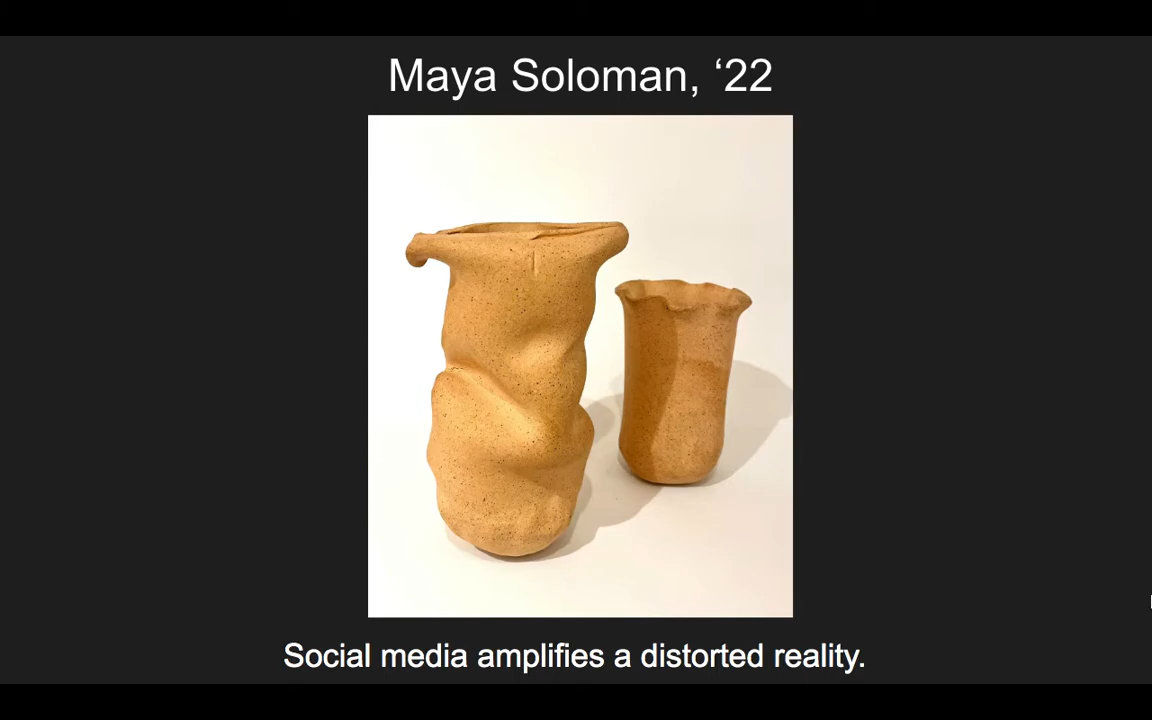 Maya Soloman, ‘22
Social media amplifies a distorted reality.